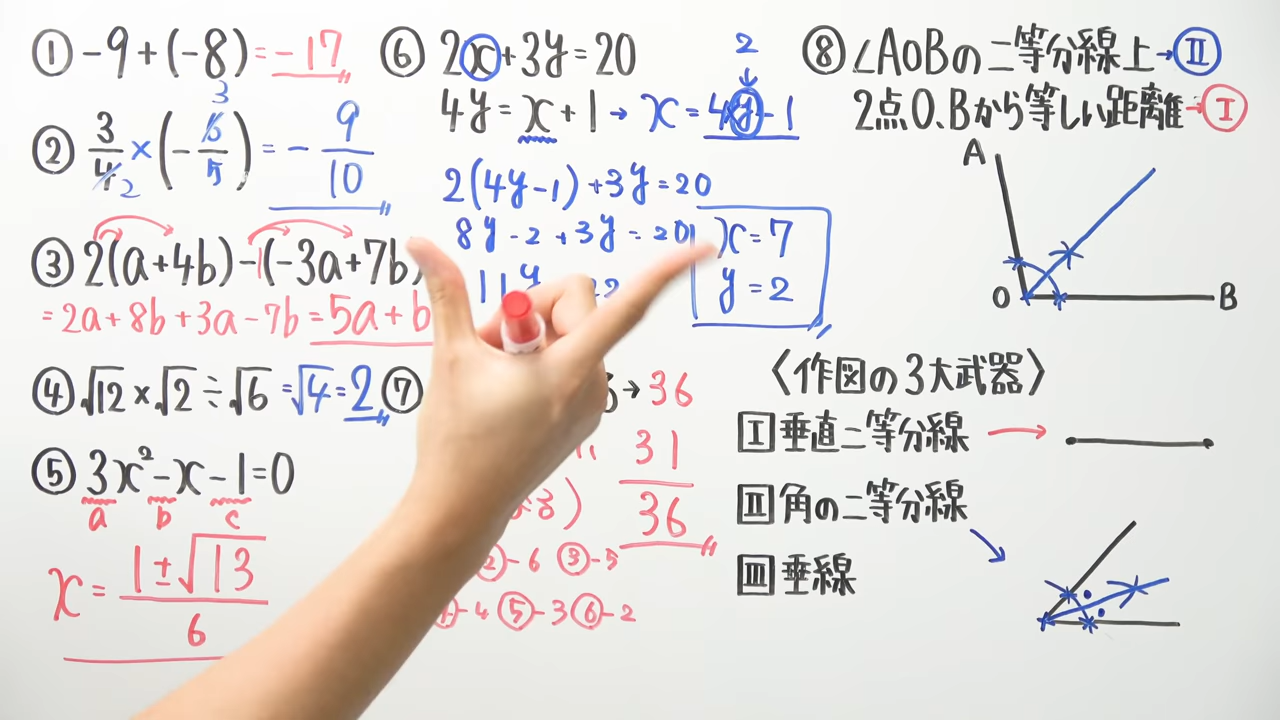 ① -9+(-8)=-17
② 3/4×(-6/5)=-9/10
3
2
③ 2(a+4b)-(-3a+7b)
-1
=2a+8b+3a-7b=5a+b
④ √12×√2÷√6=√4=2
⑤ 3x²-x-1=0
a b c
x=(1±√13)/6
⑥ 2x+3y=20
2
4y=x+1→x=4y-1
2(4y-1)+3y=20
8y-2+3y=20
11y
x=7
y=2
⑦
→36
31
36
-6 ③-5
-4 ⑤-3 ⑥-2
⑧ ∠AOBの二等分線上→Ⅱ
2点O、Bから等しい距離→Ⅰ
A
O B
〈作図の3大武器〉
Ⅰ 垂直二等分線
Ⅱ 角の二等分線
Ⅲ 垂線